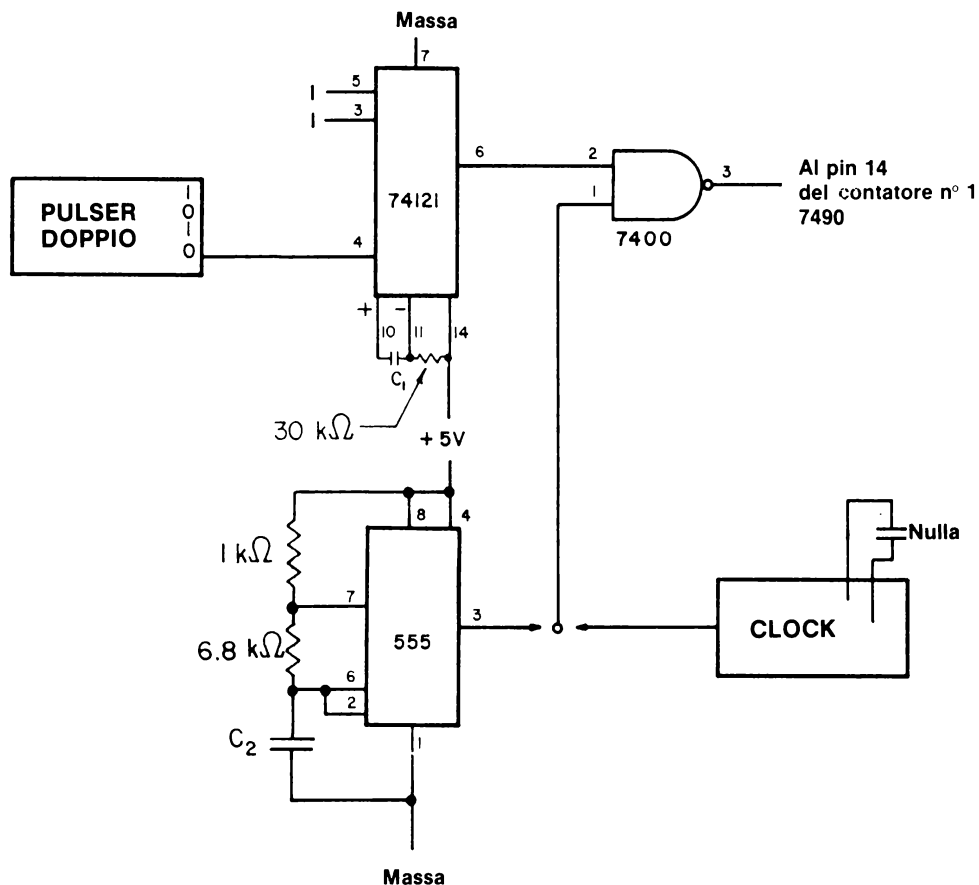 Massa
7
5
1
3
1
6
2
3
Al pin 14
del contatore n° 1
7490
74121
1
7400
PULSER
DOPPIO
1
0
1
0
4
+
-
10
11
14
C1
30 kΩ
+5V
8
4
1 kΩ
Nulla
7
3
CLOCK
555
6.8 kΩ
6
2
C2
1
Massa